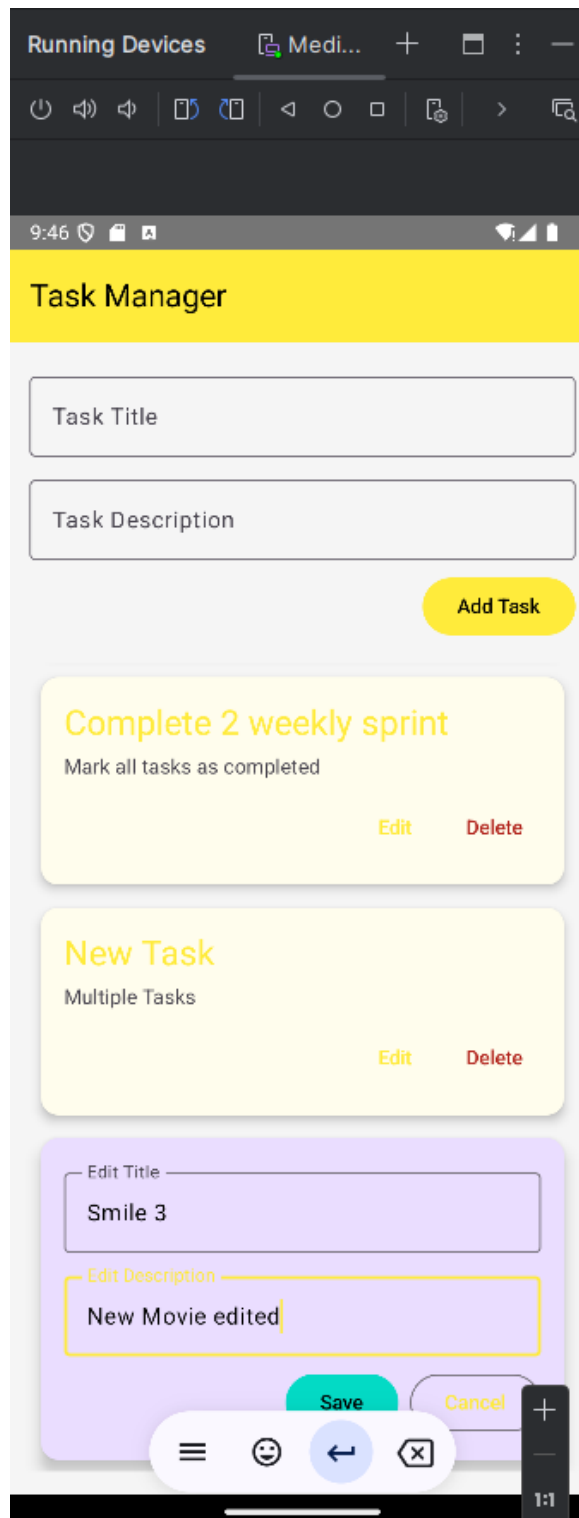 Running Devices Medi...
9:46
Task Manager
Task Title
Task Description
Add Task
Complete 2 weekly sprint
Mark all tasks as completed
Edit Delete
New Task
Multiple Tasks
Edit Delete
Edit Title
Smile 3
Edit Description
New Movie edited
Save Cancel
1:1